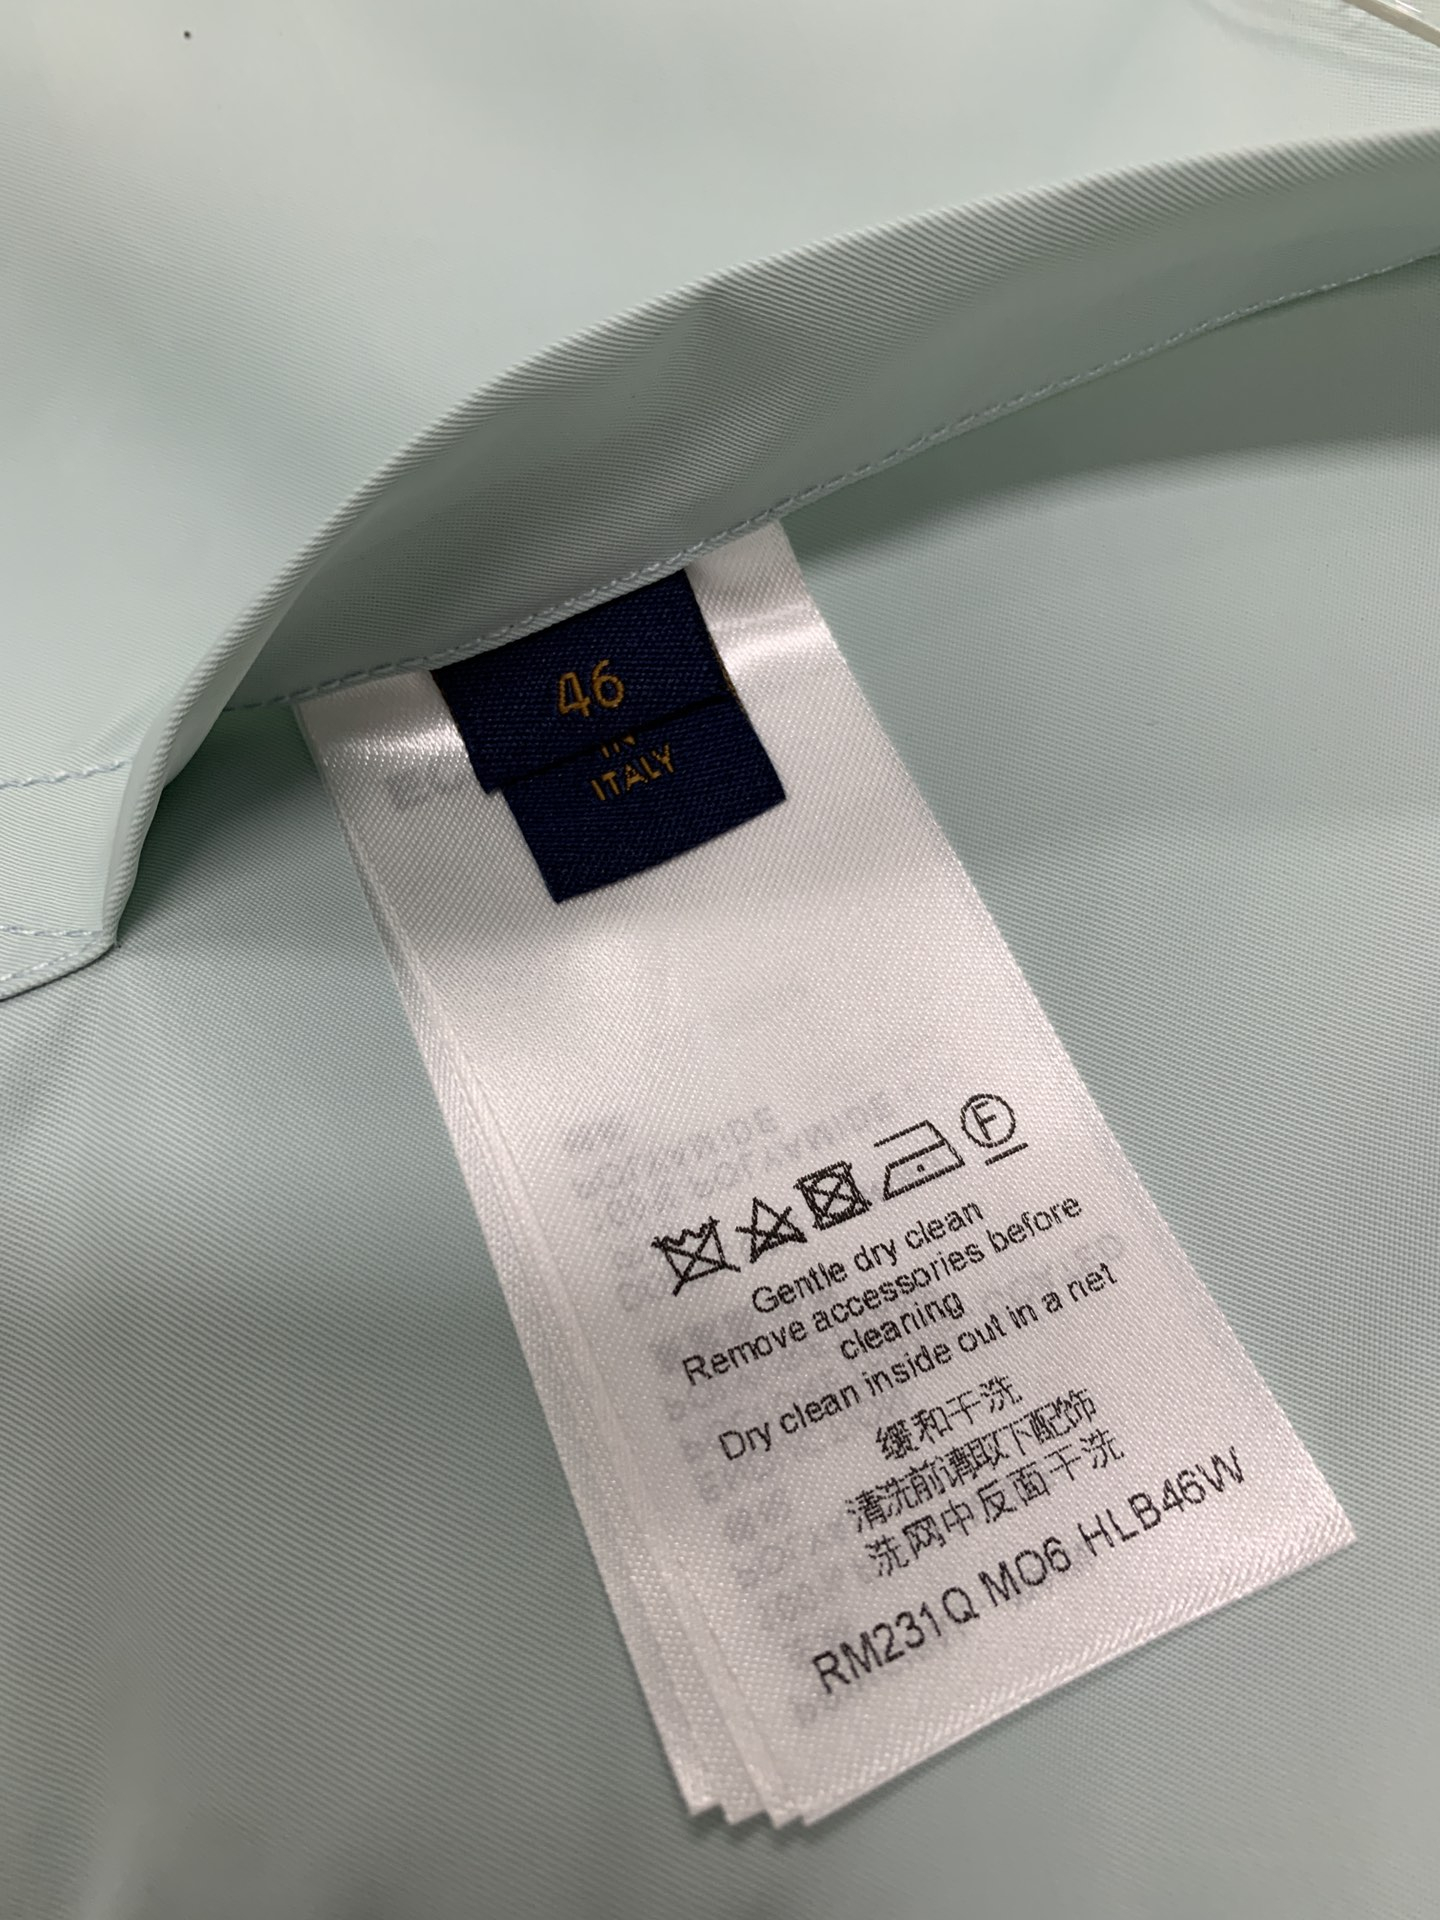 46
IN
ITALY
F
Gentle dry clean
Remove accessories before
cleaning
Dry clean inside out in a net
缓和干洗
清洗前请取下配饰
洗网中反面干洗
RM231Q MO6 HLB46W